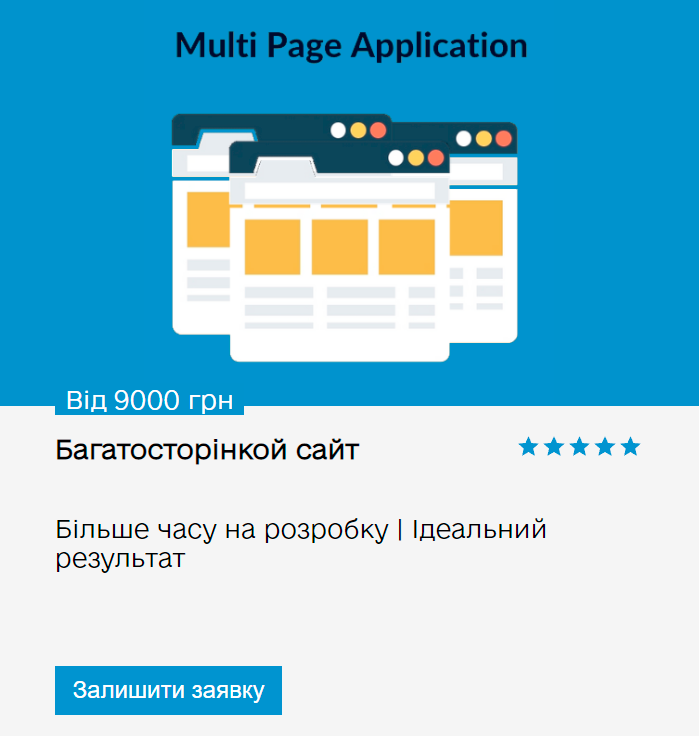 Multi Page Application
Від 9000 грн
Багатосторінкой сайт
Більше часу на розробку | Ідеальний
результат
Залишити заявку